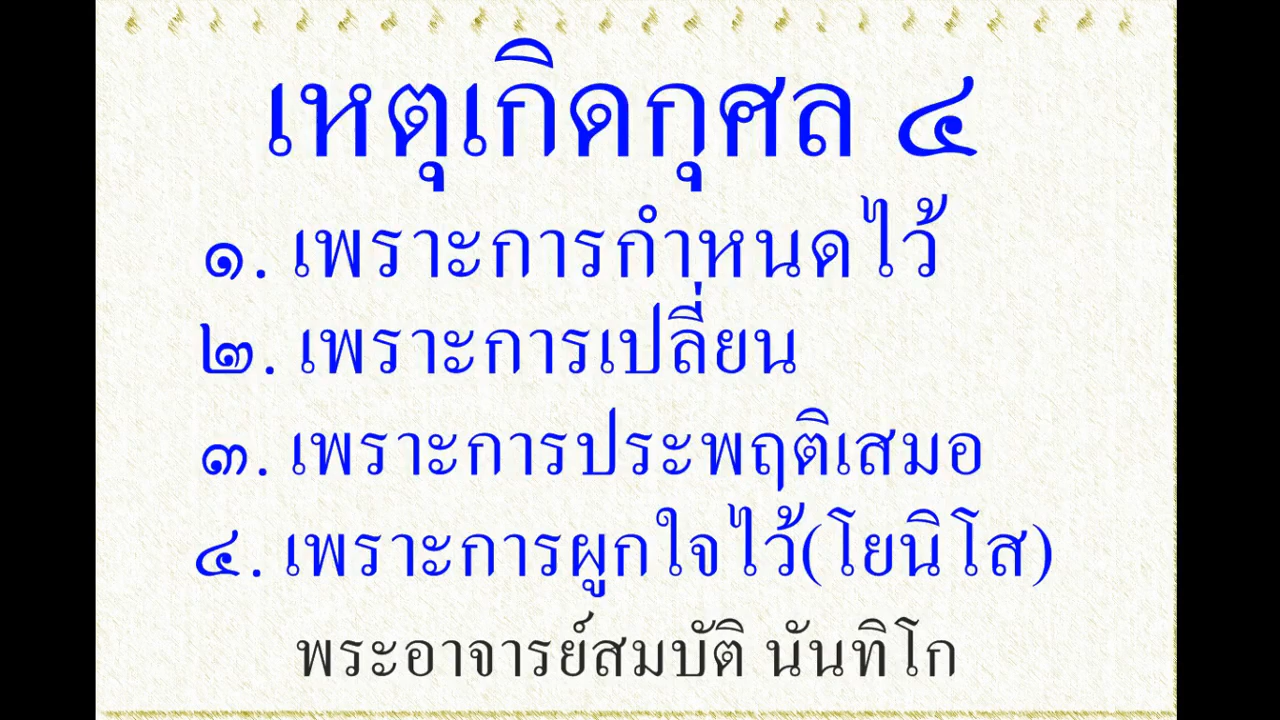 เหตุเกิดกุศล ๔
๑. เพราะการกำหนดไว้
๒. เพราะการเปลี่ยน
๓. เพราะการประพฤติเสมอ
๔. เพราะการผูกใจไว้(โยนิโส)
พระอาจารย์สมบัติ นันทิโก